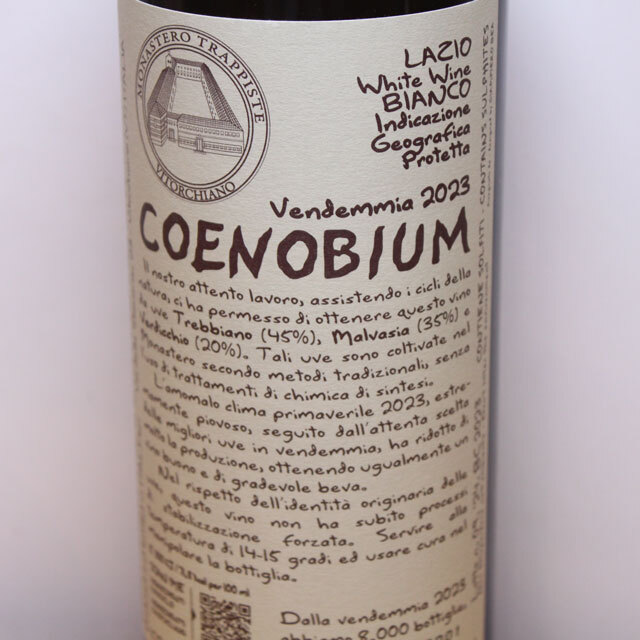 MONASTERO TRAPPISTE
VITORCHIANO
LAZIO
White Wine
BIANCO
Indicazione
Geografica
Protetta
Vendemmia 2023
COENOBIUM
Il nostro attento lavoro, assistendo i cicli della
natura, ci ha permesso di ottenere questo vino
da uve Trebbiano (45%), Malvasia (35%) e
Verdicchio (20%). Tali uve sono coltivate nel
Monastero secondo metodi tradizionali, senza
l'uso di trattamenti di chimica di sintesi.
L'amomalo clima primaverile 2023, estre-
mamente piovoso, seguito dall'attenta scelta
delle migliori uve in vendemmia, ha ridotto di
molto la produzione, ottenendo ugualmente un
vino buono e di gradevole beva.
Nel rispetto dell'identità originaria delle
uve, questo vino non ha subito processi
di stabilizzazione forzata. Servire alla
temperatura di 14-15 gradi ed usare cura nel
manipolare la bottiglia.
kcal per 100 ml
Dalla vendemmia 2023
abbiamo 8.000 bottiglie
CONTIENE SOLFITI - CONTAINS SULPHITES